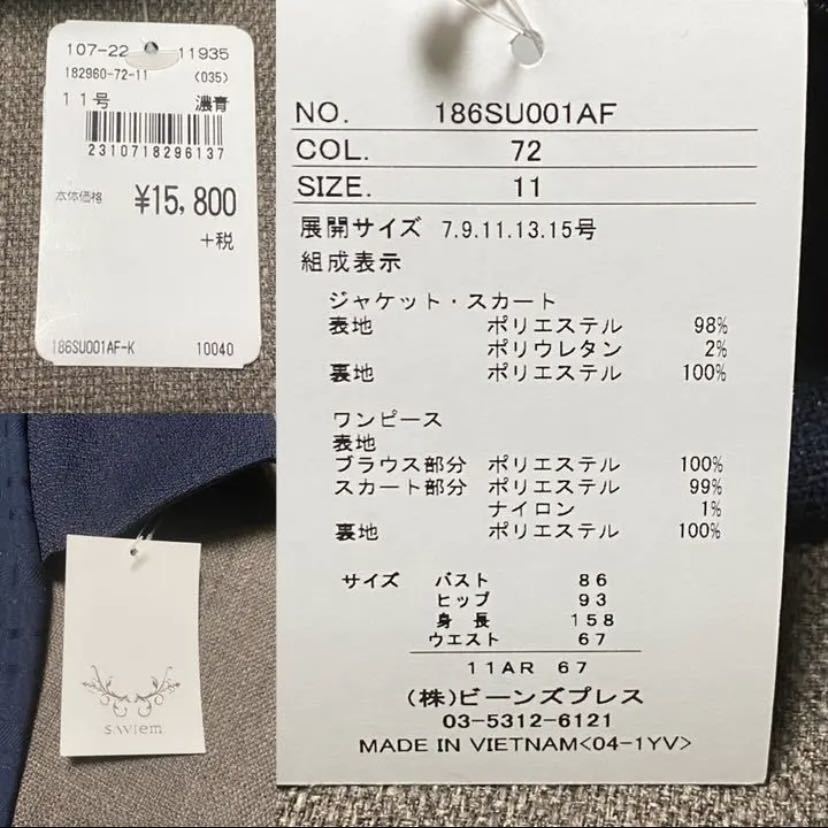 107-22 11935
182960-72-11 (035)
11号 濃青
2310718296137
本体価格 ¥15,800
+税
186SU001AF-K 10040
NO. 186SU001AF
COL. 72
SIZE. 11
展開サイズ 7.9.11.13.15号
組成表示
ジャケット・スカート
表地 ポリエステル 98%
ポリウレタン 2%
裏地 ポリエステル 100%
ワンピース
表地
ブラウス部分 ポリエステル 100%
スカート部分 ポリエステル 99%
ナイロン 1%
裏地 ポリエステル 100%
サイズ バスト 86
ヒップ 93
身長 158
ウエスト 67
11AR 67
(株)ビーンズプレス
03-5312-6121
MADE IN VIETNAM<04-1YV>
s.wiem